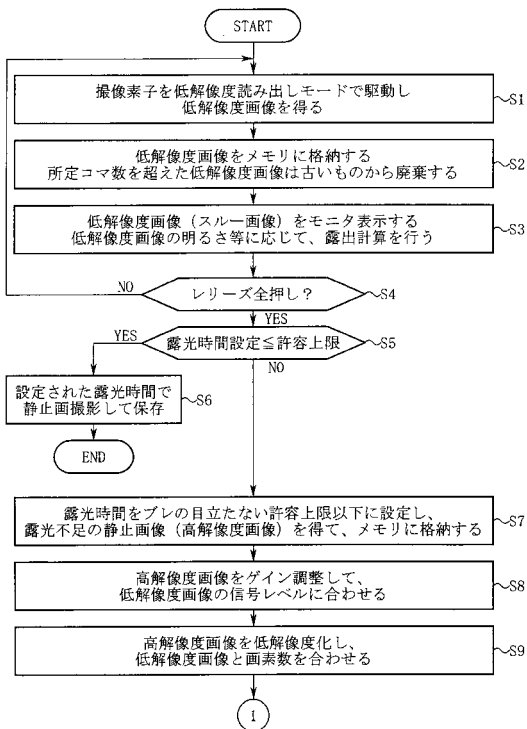 START
撮像素子を低解像度読み出しモードで駆動し
低解像度画像を得る
S1
低解像度画像をメモリに格納する
所定コマ数を超えた低解像度画像は古いものから廃棄する
S2
低解像度画像（スルー画像）をモニタ表示する
低解像度画像の明るさ等に応じて、露出計算を行う
S3
NO
レリーズ全押し？
S4
YES
YES
露光時間設定≦許容上限
S5
NO
設定された露光時間で
静止画撮影して保存
S6
END
露光時間をブレの目立たない許容上限以下に設定し、
露光不足の静止画像（高解像度画像）を得て、メモリに格納する
S7
高解像度画像をゲイン調整して、
低解像度画像の信号レベルに合わせる
S8
高解像度画像を低解像度化し、
低解像度画像と画素数を合わせる
S9
1